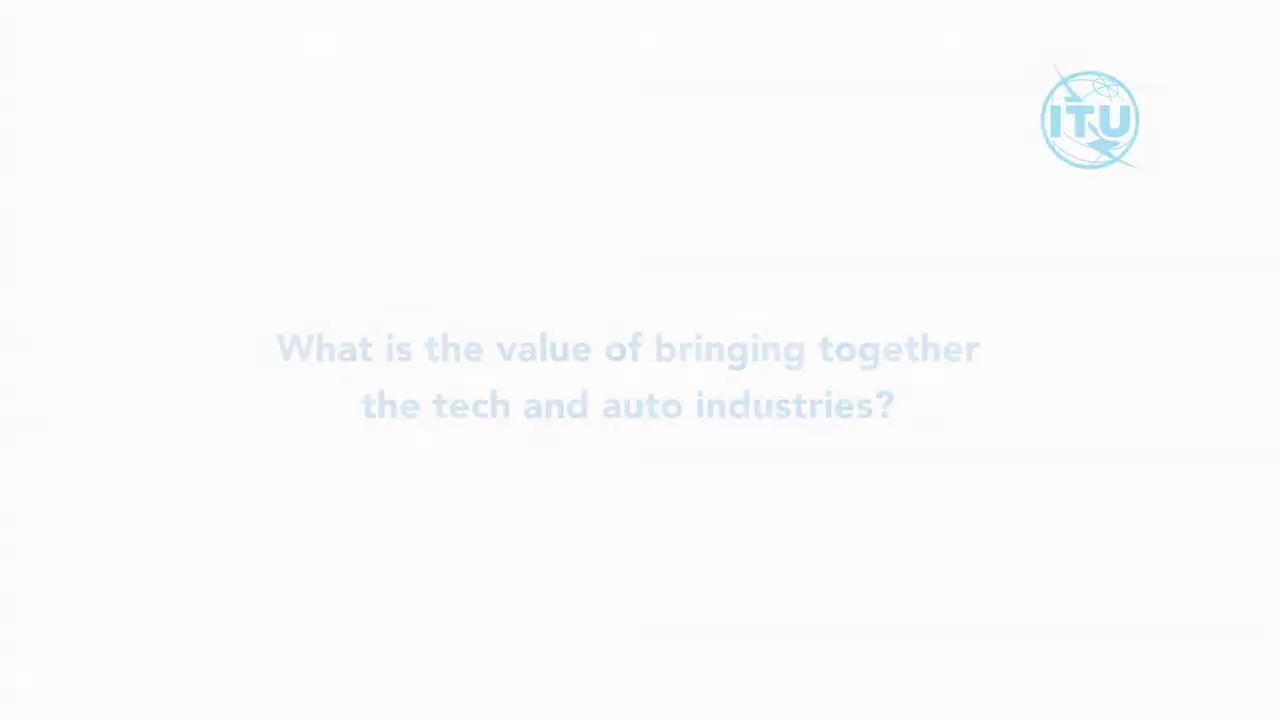 ITU
What is the value of bringing together
the tech and auto industries?